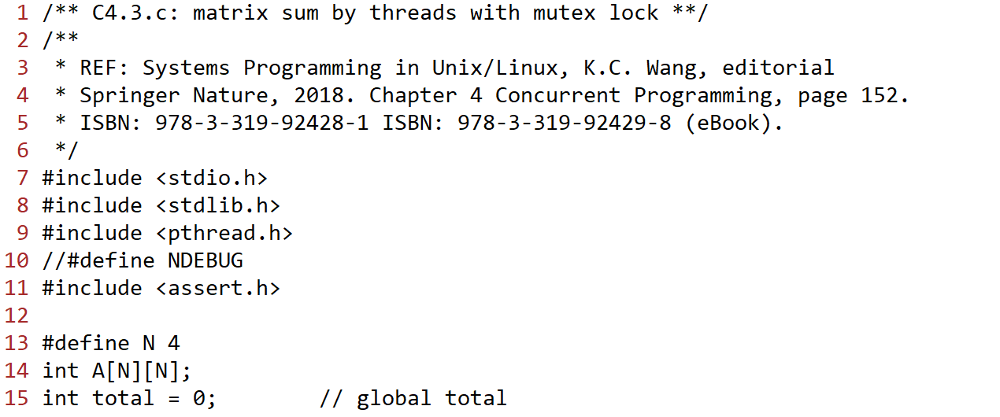 1 /** C4.3.c: matrix sum by threads with mutex lock **/
2 /**
3  * REF: Systems Programming in Unix/Linux, K.C. Wang, editorial
4  * Springer Nature, 2018. Chapter 4 Concurrent Programming, page 152.
5  * ISBN: 978-3-319-92428-1 ISBN: 978-3-319-92429-8 (eBook).
6  */
7 #include <stdio.h>
8 #include <stdlib.h>
9 #include <pthread.h>
10 //#define NDEBUG
11 #include <assert.h>
12
13 #define N 4
14 int A[N][N];
15 int total = 0;        // global total